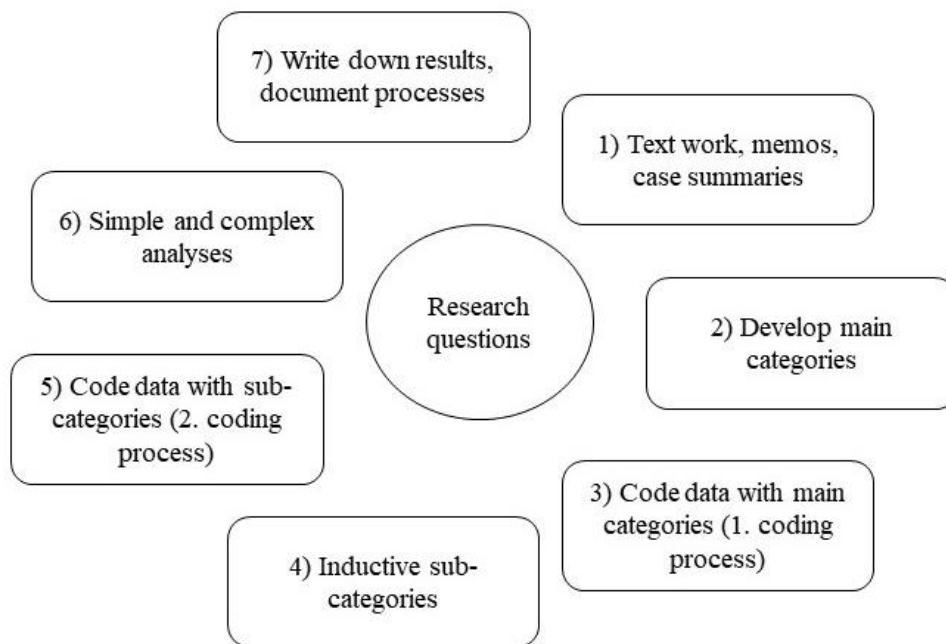 7) Write down results,
document processes
1) Text work, memos,
case summaries
6) Simple and complex
analyses
Research
questions
2) Develop main
categories
5) Code data with sub-
categories (2. coding
process)
3) Code data with main
categories (1. coding
process)
4) Inductive sub-
categories